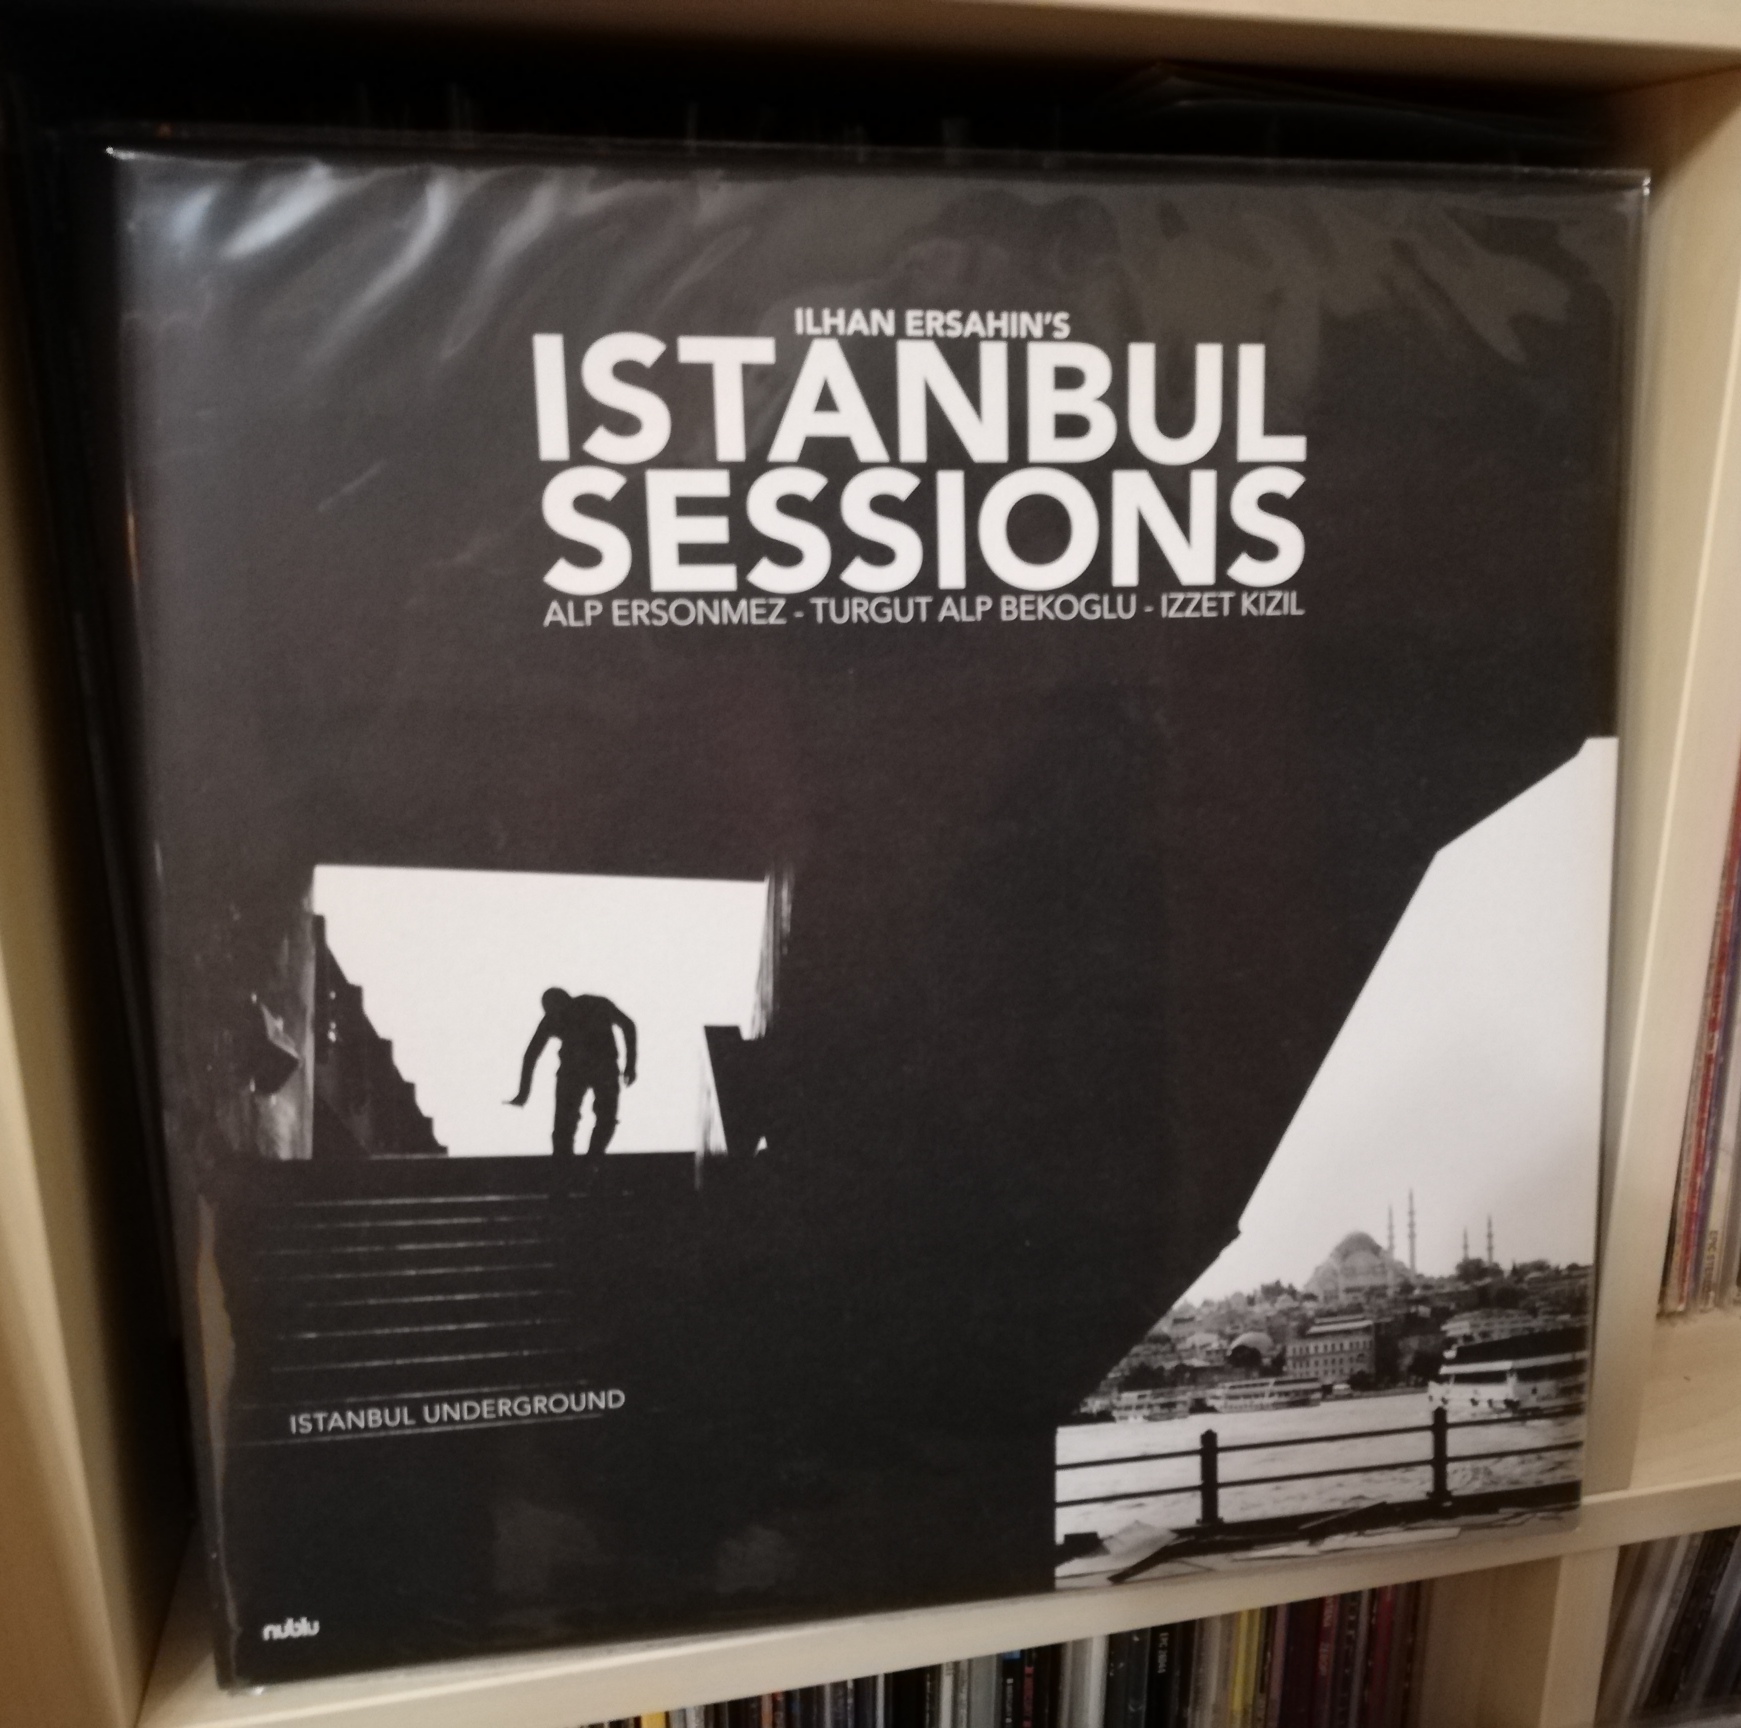 ILHAN ERSAHIN'S
ISTANBUL
SESSIONS
ALP ERSONMEZ - TURGUT ALP BEKOGLU - IZZET KIZIL
ISTANBUL UNDERGROUND
nublu